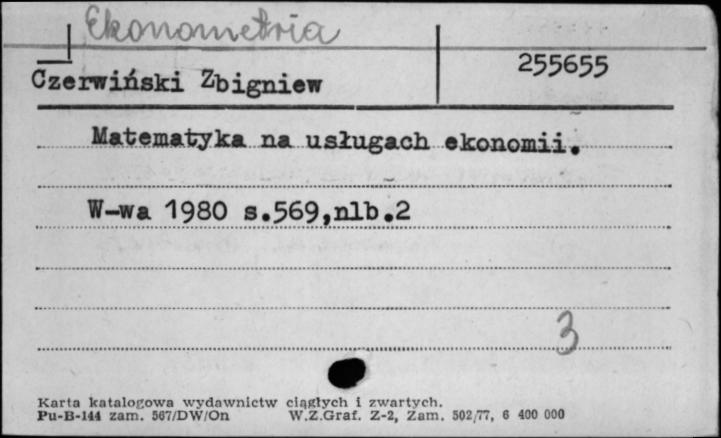 Ekonometria
255655
Czerwiński Zbigniew
Matematyka na usługach ekonomii.
W-wa 1980 s.569,nlb.2
3
Karta katalogowa wydawnictw ciągłych i zwartych.
Pu-B-144 zam. 567/DW/On W.Z.Graf. Z-2, Zam. 502/77, 6 400 000